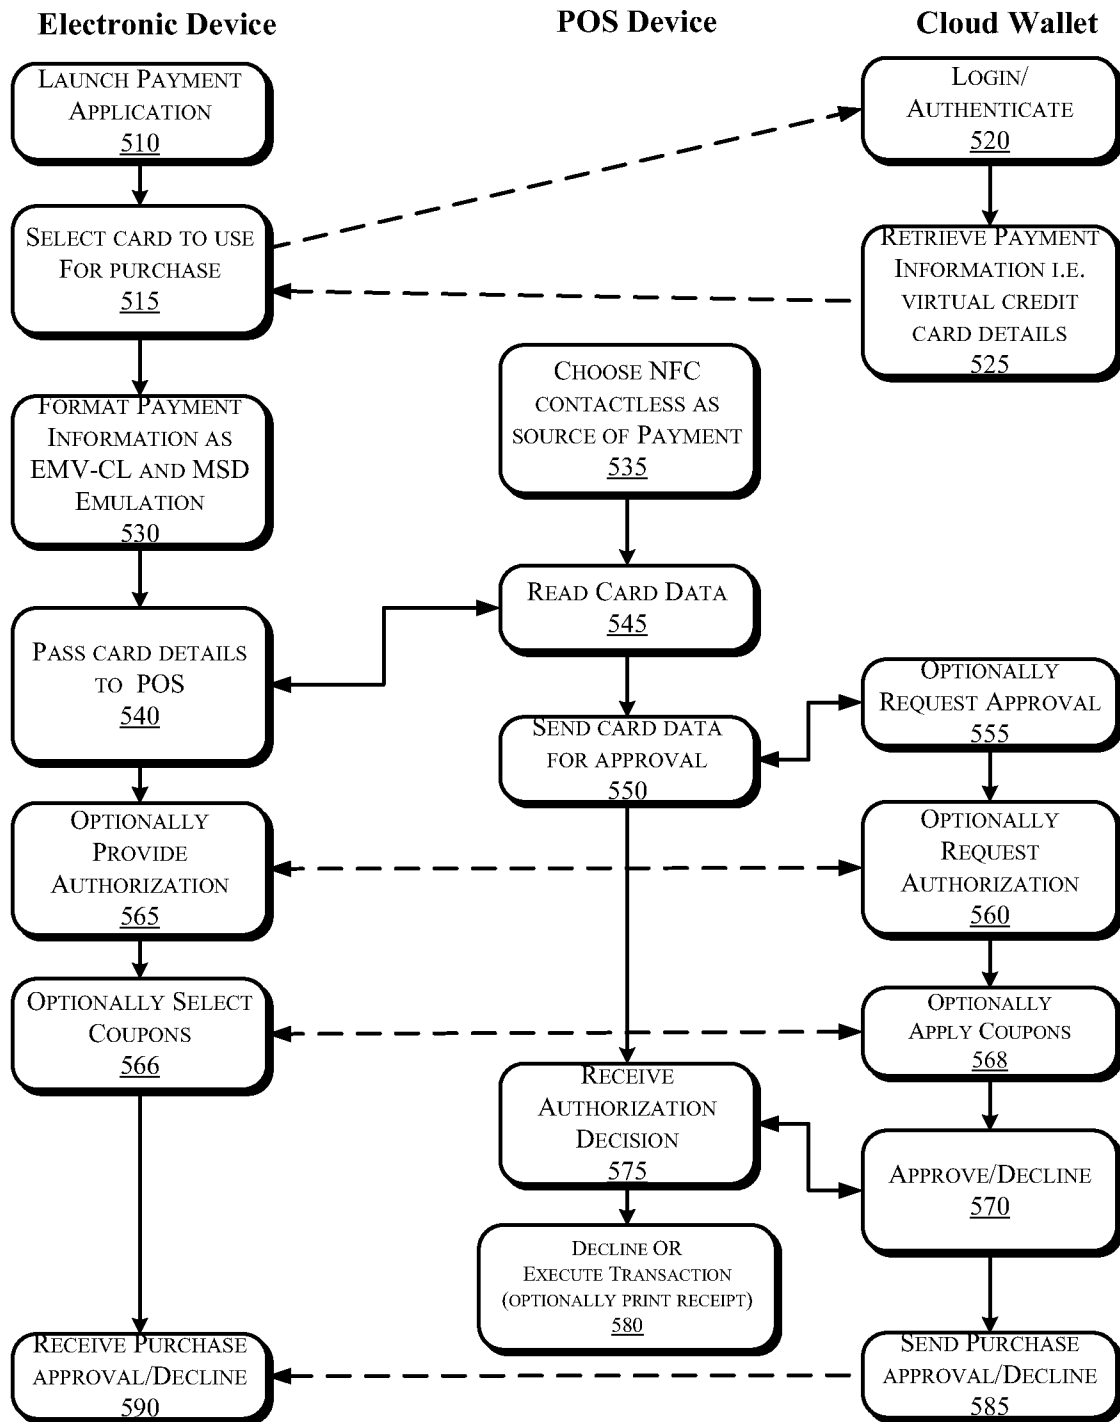 Electronic Device
POS Device
Cloud Wallet
LAUNCH PAYMENT
APPLICATION
510
SELECT CARD TO USE
FOR PURCHASE
515
FORMAT PAYMENT
INFORMATION AS
EMV-CL AND MSD
EMULATION
530
PASS CARD DETAILS
TO POS
540
OPTIONALLY
PROVIDE
AUTHORIZATION
565
OPTIONALLY SELECT
COUPONS
566
RECEIVE PURCHASE
APPROVAL/DECLINE
590
CHOOSE NFC
CONTACTLESS AS
SOURCE OF PAYMENT
535
READ CARD DATA
545
SEND CARD DATA
FOR APPROVAL
550
RECEIVE
AUTHORIZATION
DECISION
575
DECLINE OR
EXECUTE TRANSACTION
(OPTIONALLY PRINT RECEIPT)
580
LOGIN/
AUTHENTICATE
520
RETRIEVE PAYMENT
INFORMATION I.E.
VIRTUAL CREDIT
CARD DETAILS
525
OPTIONALLY
REQUEST APPROVAL
555
OPTIONALLY
REQUEST
AUTHORIZATION
560
OPTIONALLY
APPLY COUPONS
568
APPROVE/DECLINE
570
SEND PURCHASE
APPROVAL/DECLINE
585